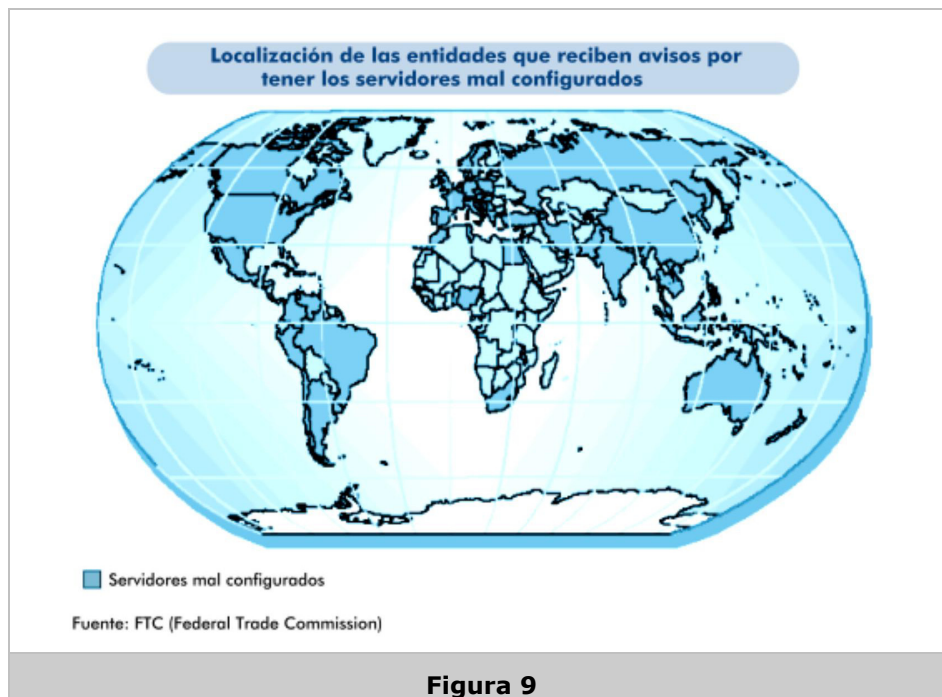 Localización de las entidades que reciben avisos por
tener los servidores mal configurados
Servidores mal configurados
Fuente: FTC (Federal Trade Commission)
Figura 9